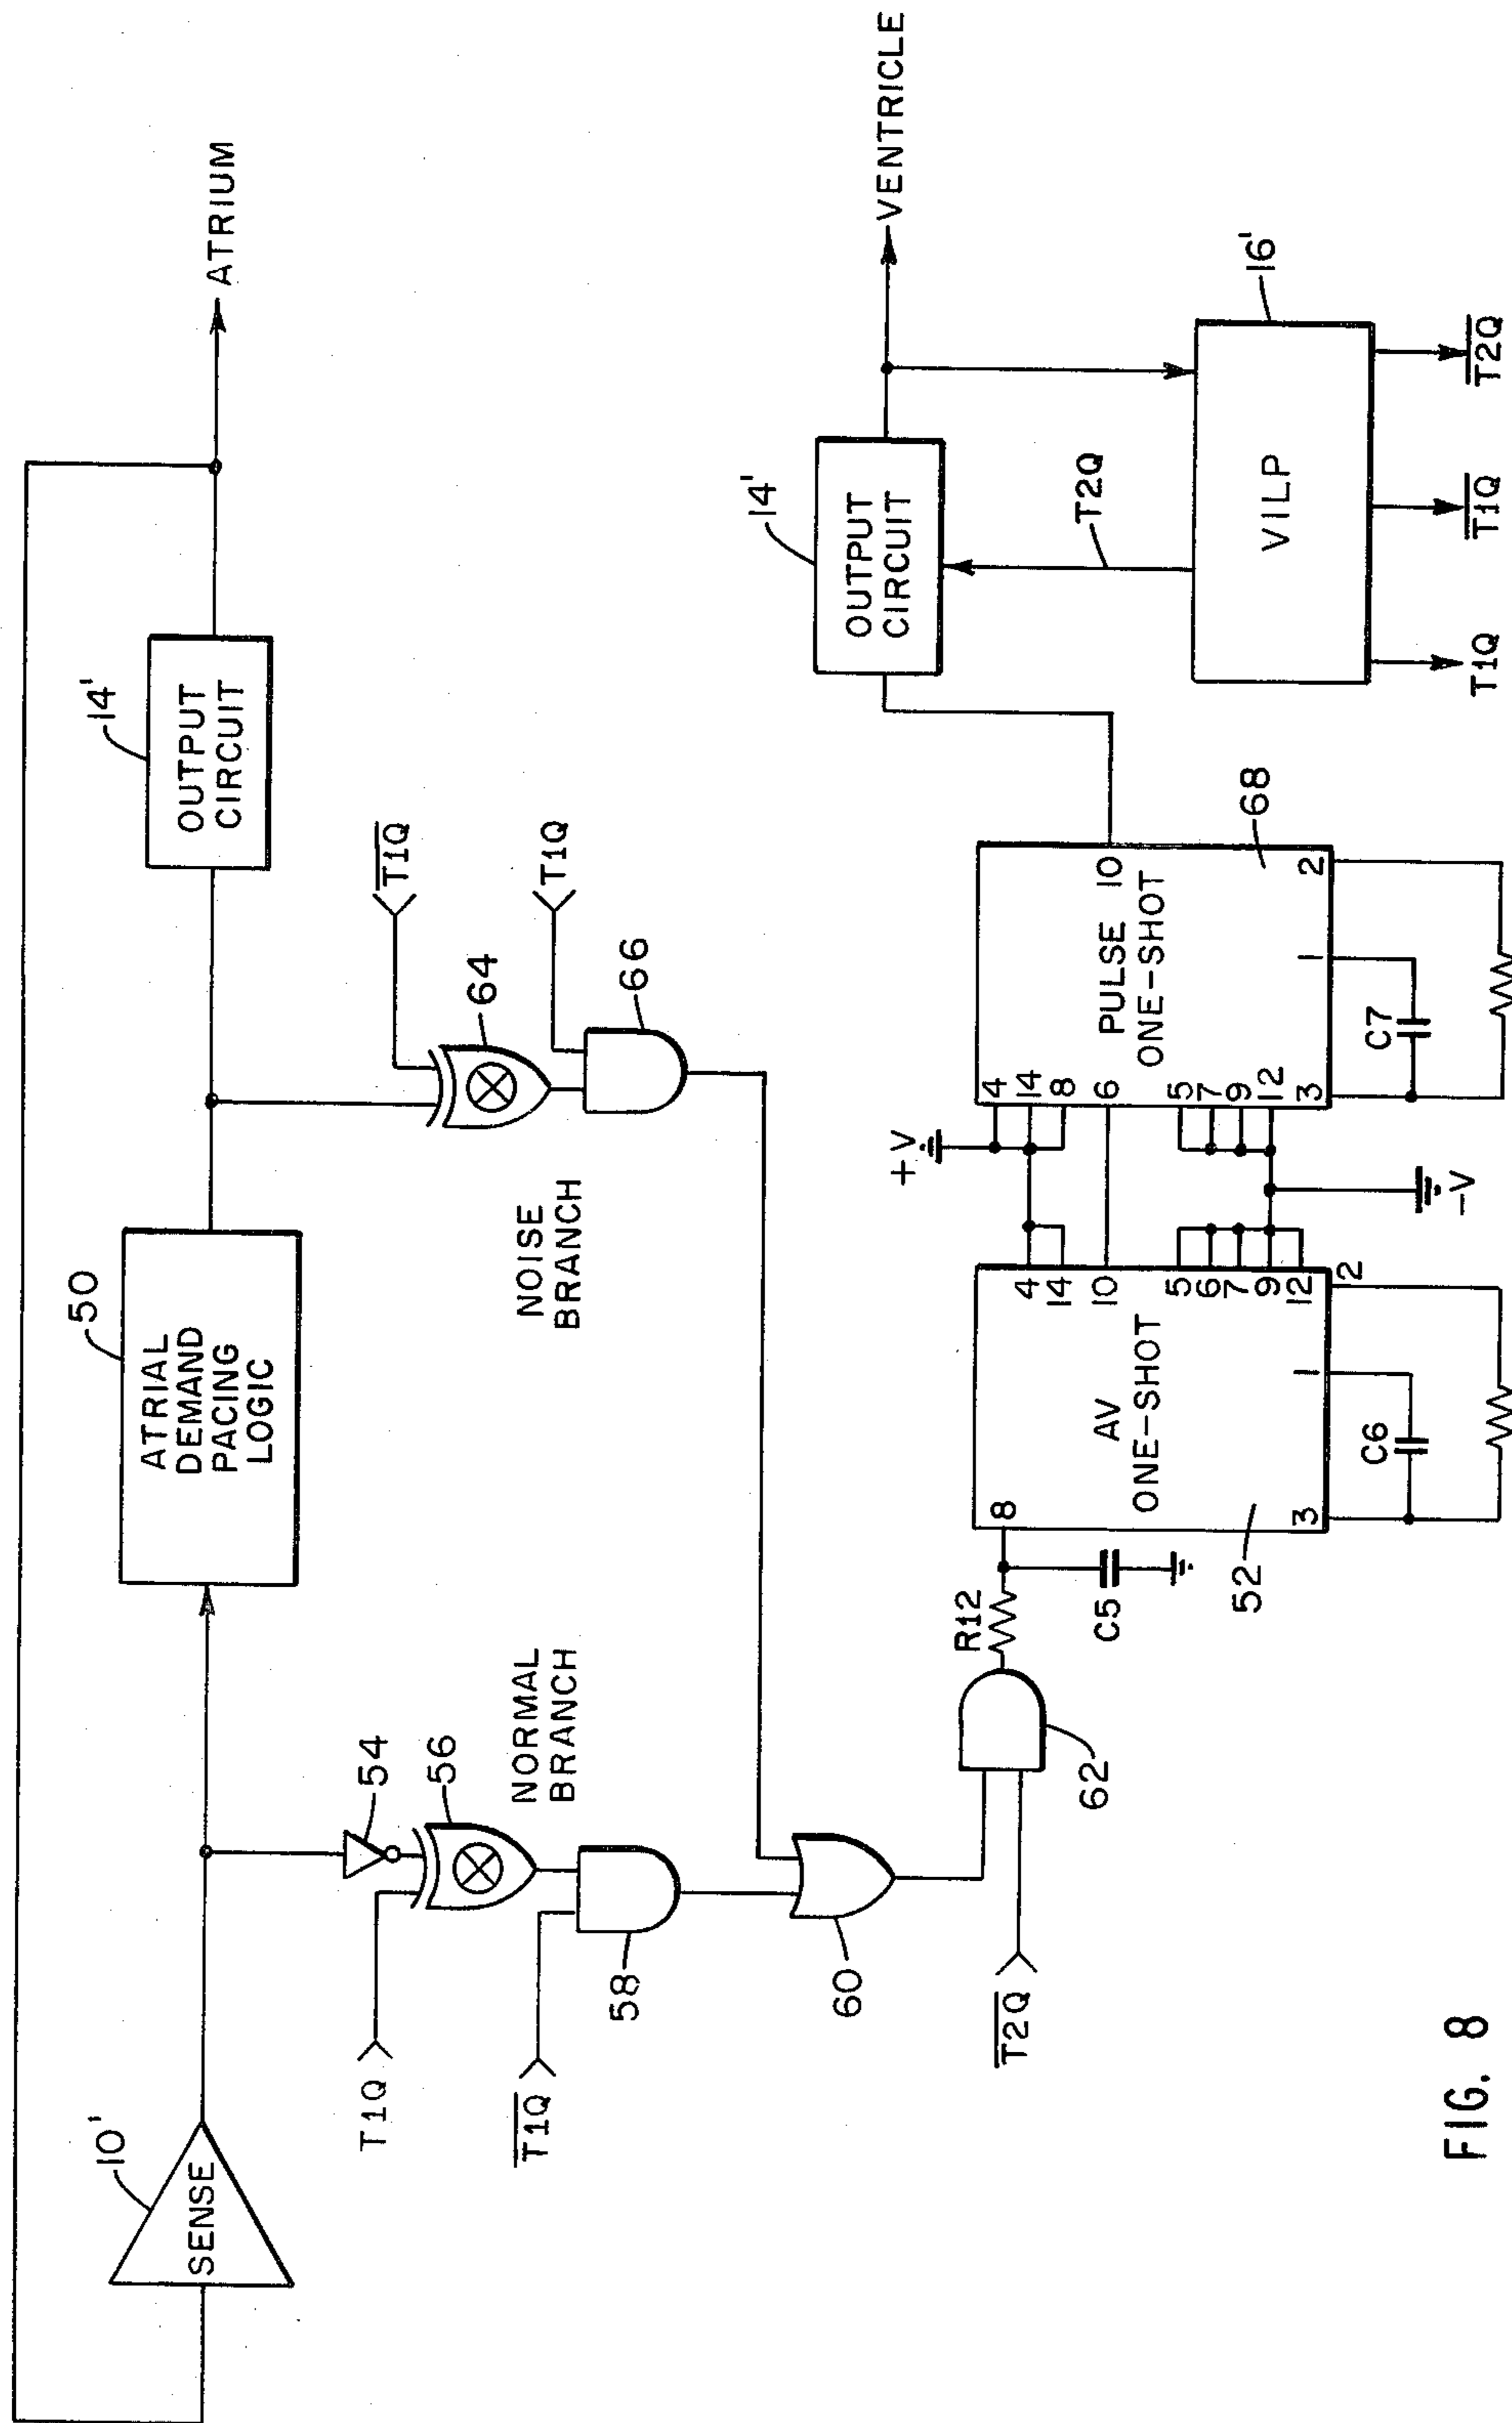 10'
SENSE
50
ATRIAL
DEMAND
PACING
LOGIC
14'
OUTPUT
CIRCUIT
ATRIUM
54
56
T1Q
T1Q
NORMAL
BRANCH
58
60
T2Q
62
NOISE
BRANCH
64
T1Q
T1Q
66
R12
C5
8
AV
ONE-SHOT
52
4
14
10
5
6
7
9
12
2
1
3
C6
+V
-V
4
14
8
6
5
7
9
12
3
PULSE
ONE-SHOT
10
68
1
2
C7
14'
OUTPUT
CIRCUIT
VENTRICLE
T2Q
16'
VILP
T1Q
T1Q
T2Q
FIG. 8